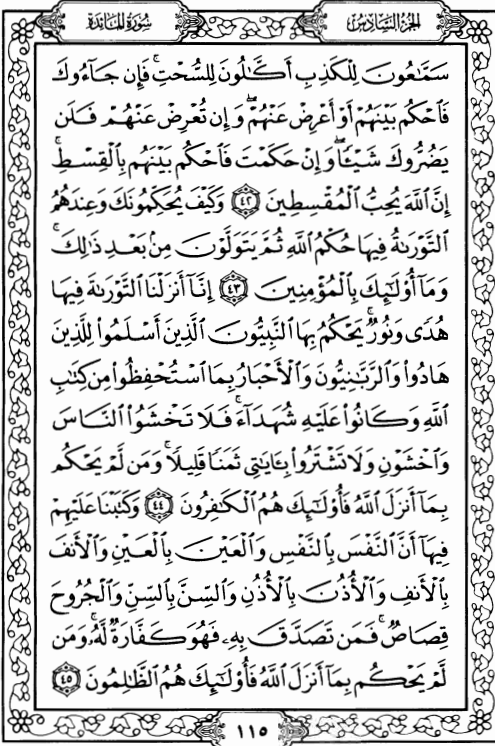 سُورَةُ المَائِدَة
الجُزْءُ السَّادِسُ
سَمَّٰعُونَ لِلْكَذِبِ أَكَّٰلُونَ لِلسُّحْتِ ۚ فَإِن جَآءُوكَ
فَٱحْكُم بَيْنَهُمْ أَوْ أَعْرِضْ عَنْهُمْ ۖ وَإِن تُعْرِضْ عَنْهُمْ فَلَن
يَضُرُّوكَ شَيْـًٔا ۖ وَإِنْ حَكَمْتَ فَٱحْكُم بَيْنَهُم بِٱلْقِسْطِ ۚ
إِنَّ ٱللَّهَ يُحِبُّ ٱلْمُقْسِطِينَ ٤٢ وَكَيْفَ يُحَكِّمُونَكَ وَعِندَهُمُ
ٱلتَّوْرَىٰةُ فِيهَا حُكْمُ ٱللَّهِ ثُمَّ يَتَوَلَّوْنَ مِنۢ بَعْدِ ذَٰلِكَ ۚ
وَمَآ أُو۟لَٰٓئِكَ بِٱلْمُؤْمِنِينَ ٤٣ إِنَّآ أَنزَلْنَا ٱلتَّوْرَىٰةَ فِيهَا
هُدًى وَنُورٌ ۚ يَحْكُمُ بِهَا ٱلنَّبِيُّونَ ٱلَّذِينَ أَسْلَمُوا۟ لِلَّذِينَ
هَادُوا۟ وَٱلرَّبَّٰنِيُّونَ وَٱلْأَحْبَارُ بِمَا ٱسْتُحْفِظُوا۟ مِن كِتَٰبِ
ٱللَّهِ وَكَانُوا۟ عَلَيْهِ شُهَدَآءَ ۚ فَلَا تَخْشَوُا۟ ٱلنَّاسَ
وَٱخْشَوْنِ وَلَا تَشْتَرُوا۟ بِـَٔايَٰتِى ثَمَنًا قَلِيلًا ۚ وَمَن لَّمْ يَحْكُم
بِمَآ أَنزَلَ ٱللَّهُ فَأُو۟لَٰٓئِكَ هُمُ ٱلْكَٰفِرُونَ ٤٤ وَكَتَبْنَا عَلَيْهِمْ
فِيهَآ أَنَّ ٱلنَّفْسَ بِٱلنَّفْسِ وَٱلْعَيْنَ بِٱلْعَيْنِ وَٱلْأَنفَ
بِٱلْأَنفِ وَٱلْأُذُنَ بِٱلْأُذُنِ وَٱلسِّنَّ بِٱلسِّنِّ وَٱلْجُرُوحَ
قِصَاصٌ ۚ فَمَن تَصَدَّقَ بِهِۦ فَهُوَ كَفَّارَةٌ لَّهُۥ ۚ وَمَن
لَّمْ يَحْكُم بِمَآ أَنزَلَ ٱللَّهُ فَأُو۟لَٰٓئِكَ هُمُ ٱلظَّٰلِمُونَ ٤٥
١١٥